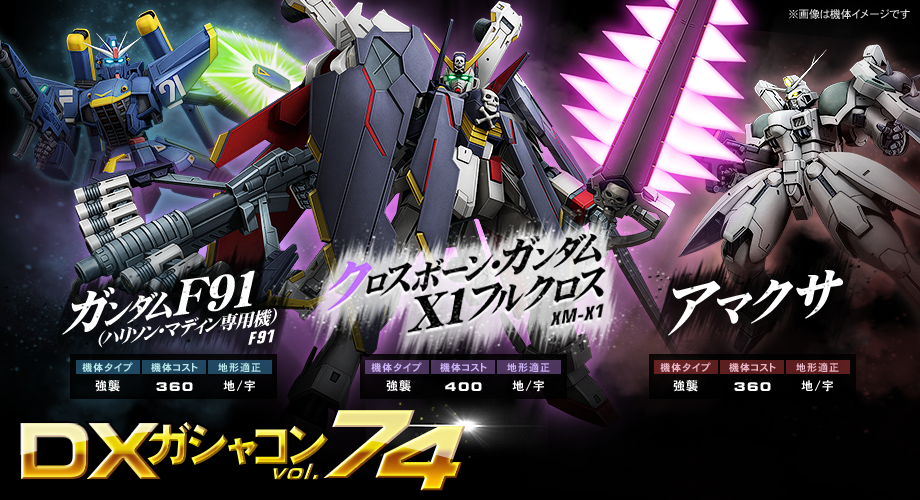 ※画像は機体イメージです
F
21
ガンダムF91
(ハリソン・マディン専用機)
F91
機体タイプ 機体コスト 地形適正
強襲 360 地/宇
クロスボーン・ガンダム
X1フルクロス
XM-X1
機体タイプ 機体コスト 地形適正
強襲 400 地/宇
アマクサ
機体タイプ 機体コスト 地形適正
強襲 360 地/宇
DXガシャコン vol.74